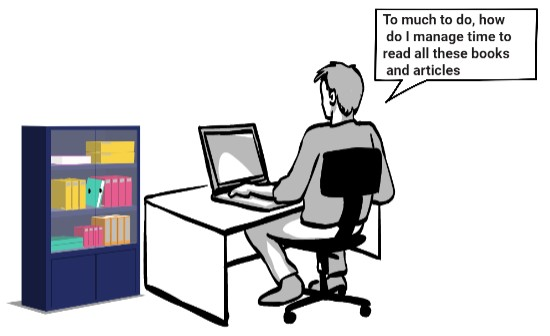 To much to do, how
do I manage time to
read all these books
and articles